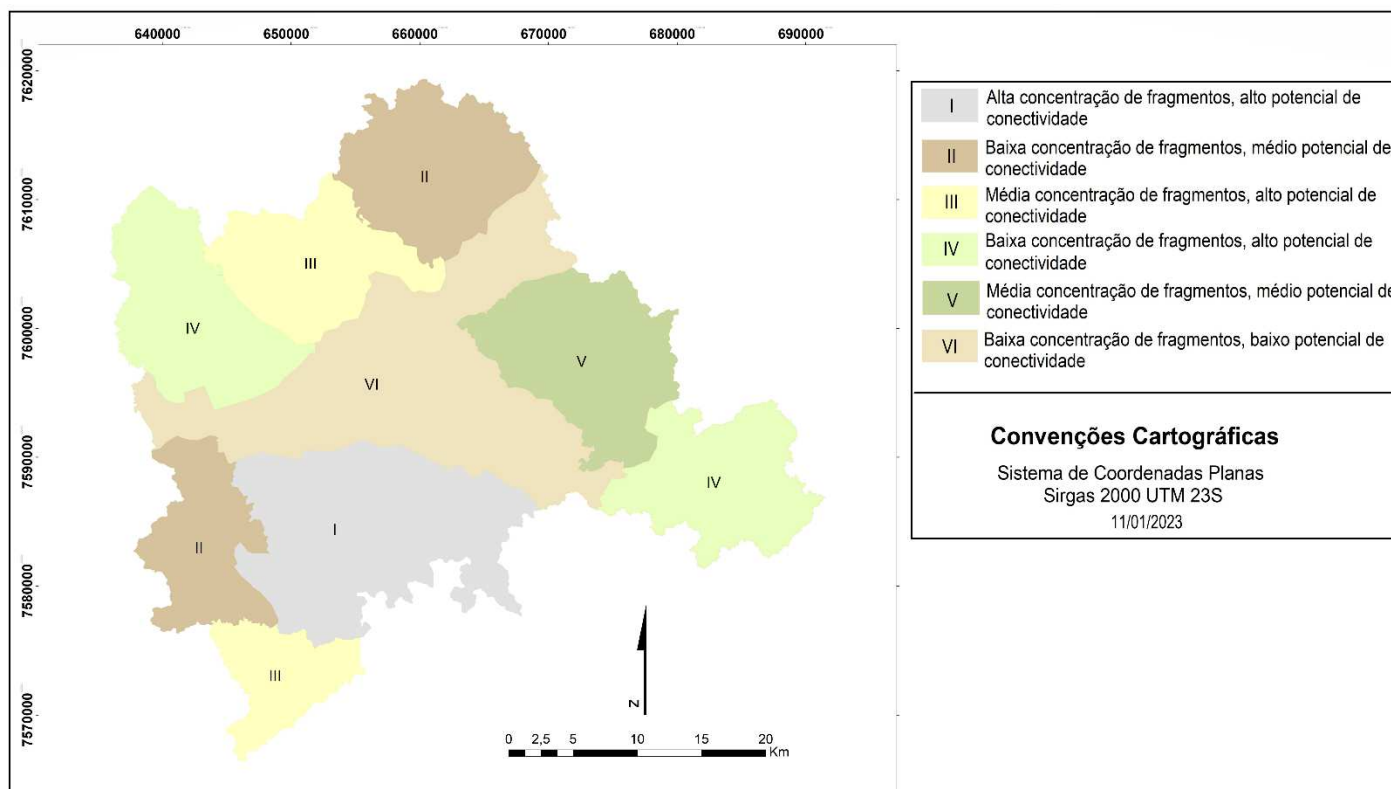 640000 650000 660000 670000 680000 690000
7620000
7610000
7600000
7590000
7580000
7570000
II
III
IV
V
VI
IV
I
II
III
N
0 2,5 5 10 15 20
Km
I Alta concentração de fragmentos, alto potencial de
conectividade
II Baixa concentração de fragmentos, médio potencial de
conectividade
III Média concentração de fragmentos, alto potencial de
conectividade
IV Baixa concentração de fragmentos, alto potencial de
conectividade
V Média concentração de fragmentos, médio potencial de
conectividade
VI Baixa concentração de fragmentos, baixo potencial de
conectividade
Convenções Cartográficas
Sistema de Coordenadas Planas
Sirgas 2000 UTM 23S
11/01/2023